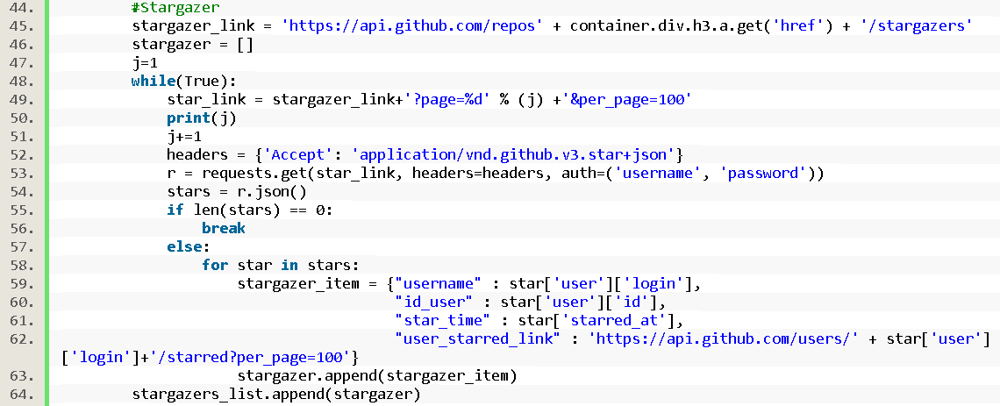 44.         #Stargazer
45.         stargazer_link = 'https://api.github.com/repos' + container.div.h3.a.get('href') + '/stargazers'
46.         stargazer = []
47.         j=1
48.         while(True):
49.             star_link = stargazer_link+'?page=%d' % (j) +'&per_page=100'
50.             print(j)
51.             j+=1
52.             headers = {'Accept': 'application/vnd.github.v3.star+json'}
53.             r = requests.get(star_link, headers=headers, auth=('username', 'password'))
54.             stars = r.json()
55.             if len(stars) == 0:
56.                 break
57.             else:
58.                 for star in stars:
59.                     stargazer_item = {"username" : star['user']['login'],
60.                                       "id_user" : star['user']['id'],
61.                                       "star_time" : star['starred_at'],
62.                                       "user_starred_link" : 'https://api.github.com/users/' + star['user']
['login']+'/starred?per_page=100'}
63.                     stargazer.append(stargazer_item)
64.         stargazers_list.append(stargazer)